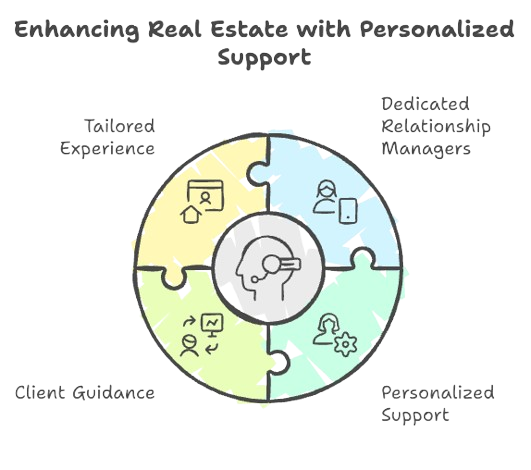 Enhancing Real Estate with Personalized
Support
Dedicated
Relationship
Managers
Tailored
Experience
Client Guidance
Personalized
Support